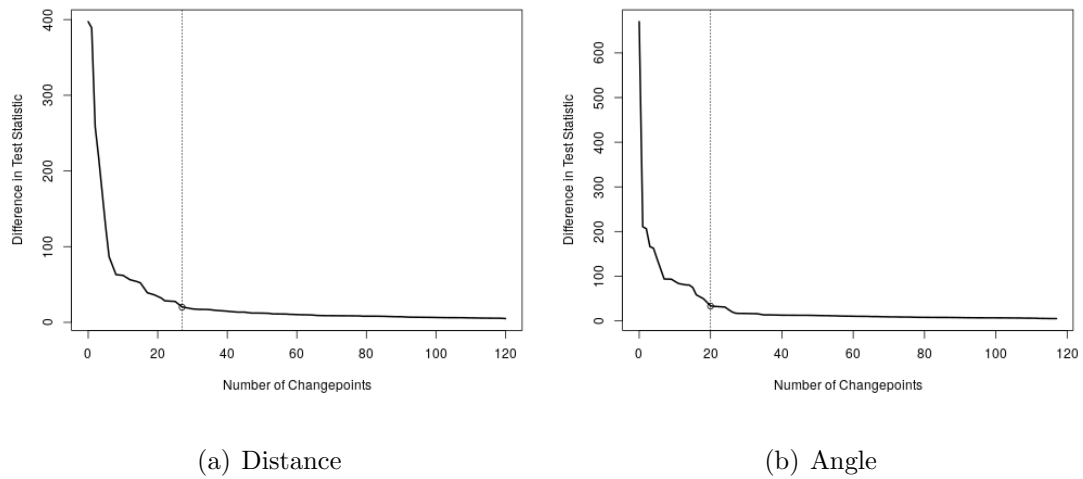 Difference in Test Statistic
400
300
200
100
0
0 20 40 60 80 100 120
Number of Changepoints
(a) Distance
Difference in Test Statistic
600
500
400
300
200
100
0
0 20 40 60 80 100 120
Number of Changepoints
(b) Angle